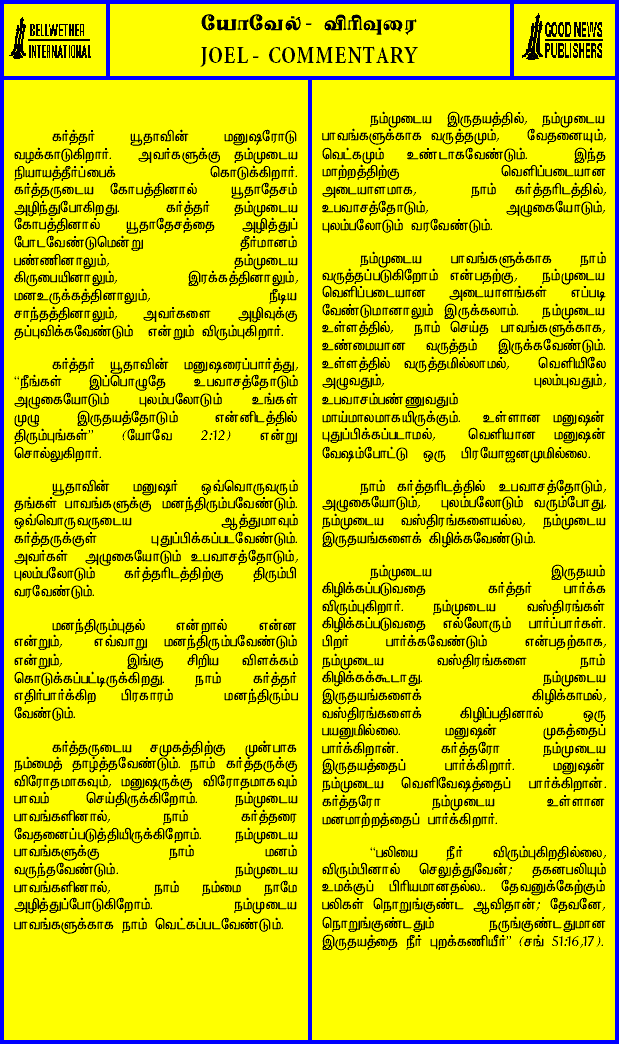 BELLWETHER
INTERNATIONAL
யோவேல் - விரிவுரை
JOEL - COMMENTARY
GOOD NEWS
PUBLISHERS
கர்த்தர் யூதாவின் மனுஷரோடு
வழக்காடுகிறார். அவர்களுக்கு தம்முடைய
நியாயத்தீர்ப்பைக் கொடுக்கிறார்.
கர்த்தருடைய கோபத்தினால் யூதாதேசம்
அழிந்துபோகிறது. கர்த்தர் தம்முடைய
கோபத்தினால் யூதாதேசத்தை அழித்துப்
போடவேண்டுமென்று தீர்மானம்
பண்ணினாலும், தம்முடைய
கிருபையினாலும், இரக்கத்தினாலும்,
மனஉருக்கத்தினாலும், நீடிய
சாந்தத்தினாலும், அவர்களை அழிவுக்கு
தப்புவிக்கவேண்டும் என்றும் விரும்புகிறார்.
கர்த்தர் யூதாவின் மனுஷரைப்பார்த்து,
“நீங்கள் இப்பொழுதே உபவாசத்தோடும்
அழுகையோடும் புலம்பலோடும் உங்கள்
முழு இருதயத்தோடும் என்னிடத்தில்
திரும்புங்கள்” (யோவே 2:12) என்று
சொல்லுகிறார்.
யூதாவின் மனுஷர் ஒவ்வொருவரும்
தங்கள் பாவங்களுக்கு மனந்திரும்பவேண்டும்.
ஒவ்வொருவருடைய ஆத்துமாவும்
கர்த்தருக்குள் புதுப்பிக்கப்படவேண்டும்.
அவர்கள் அழுகையோடும் உபவாசத்தோடும்,
புலம்பலோடும் கர்த்தரிடத்திற்கு திரும்பி
வரவேண்டும்.
மனந்திரும்புதல் என்றால் என்ன
என்றும், எவ்வாறு மனந்திரும்பவேண்டும்
என்றும், இங்கு சிறிய விளக்கம்
கொடுக்கப்பட்டிருக்கிறது. நாம் கர்த்தர்
எதிர்பார்க்கிற பிரகாரம் மனந்திரும்ப
வேண்டும்.
கர்த்தருடைய சமுகத்திற்கு முன்பாக
நம்மைத் தாழ்த்தவேண்டும். நாம் கர்த்தருக்கு
விரோதமாகவும், மனுஷருக்கு விரோதமாகவும்
பாவம் செய்திருக்கிறோம். நம்முடைய
பாவங்களினால், நாம் கர்த்தரை
வேதனைப்படுத்தியிருக்கிறோம். நம்முடைய
பாவங்களுக்கு நாம் மனம்
வருந்தவேண்டும். நம்முடைய
பாவங்களினால், நாம் நம்மை நாமே
அழித்துப்போடுகிறோம். நம்முடைய
பாவங்களுக்காக நாம் வெட்கப்படவேண்டும்.
நம்முடைய இருதயத்தில், நம்முடைய
பாவங்களுக்காக வருத்தமும், வேதனையும்,
வெட்கமும் உண்டாகவேண்டும். இந்த
மாற்றத்திற்கு வெளிப்படையான
அடையாளமாக, நாம் கர்த்தரிடத்தில்,
உபவாசத்தோடும், அழுகையோடும்,
புலம்பலோடும் வரவேண்டும்.
நம்முடைய பாவங்களுக்காக நாம்
வருத்தப்படுகிறோம் என்பதற்கு, நம்முடைய
வெளிப்படையான அடையாளங்கள் எப்படி
வேண்டுமானாலும் இருக்கலாம். நம்முடைய
உள்ளத்தில், நாம் செய்த பாவங்களுக்காக,
உண்மையான வருத்தம் இருக்கவேண்டும்.
உள்ளத்தில் வருத்தமில்லாமல், வெளியிலே
அழுவதும், புலம்புவதும்,
உபவாசம்பண்ணுவதும்
மாய்மாலமாகயிருக்கும். உள்ளான மனுஷன்
புதுப்பிக்கப்படாமல், வெளியான மனுஷன்
வேஷம்போட்டு ஒரு பிரயோஜனமுமில்லை.
நாம் கர்த்தரிடத்தில் உபவாசத்தோடும்,
அழுகையோடும், புலம்பலோடும் வரும்போது,
நம்முடைய வஸ்திரங்களையல்ல, நம்முடைய
இருதயங்களைக் கிழிக்கவேண்டும்.
நம்முடைய இருதயம்
கிழிக்கப்படுவதை கர்த்தர் பார்க்க
விரும்புகிறார். நம்முடைய வஸ்திரங்கள்
கிழிக்கப்படுவதை எல்லோரும் பார்ப்பார்கள்.
பிறர் பார்க்கவேண்டும் என்பதற்காக,
நம்முடைய வஸ்திரங்களை நாம்
கிழிக்கக்கூடாது. நம்முடைய
இருதயங்களைக் கிழிக்காமல்,
வஸ்திரங்களைக் கிழிப்பதினால் ஒரு
பயனுமில்லை. மனுஷன் முகத்தைப்
பார்க்கிறான். கர்த்தரோ நம்முடைய
இருதயத்தைப் பார்க்கிறார். மனுஷன்
நம்முடைய வெளிவேஷத்தைப் பார்க்கிறான்.
கர்த்தரோ நம்முடைய உள்ளான
மனமாற்றத்தைப் பார்க்கிறார்.
“பலியை நீர் விரும்புகிறதில்லை,
விரும்பினால் செலுத்துவேன்; தகனபலியும்
உமக்குப் பிரியமானதல்ல.. தேவனுக்கேற்கும்
பலிகள் நொறுங்குண்ட ஆவிதான்; தேவனே,
நொறுங்குண்டதும் நருங்குண்டதுமான
இருதயத்தை நீர் புறக்கணியீர்” (சங் 51:16,17).